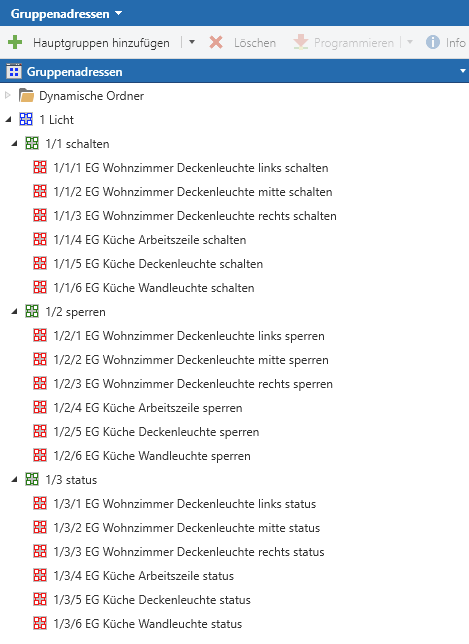 Gruppenadressen
Hauptgruppen hinzufügen Löschen Programmieren Info
Gruppenadressen
Dynamische Ordner
1 Licht
1/1 schalten
1/1/1 EG Wohnzimmer Deckenleuchte links schalten
1/1/2 EG Wohnzimmer Deckenleuchte mitte schalten
1/1/3 EG Wohnzimmer Deckenleuchte rechts schalten
1/1/4 EG Küche Arbeitszeile schalten
1/1/5 EG Küche Deckenleuchte schalten
1/1/6 EG Küche Wandleuchte schalten
1/2 sperren
1/2/1 EG Wohnzimmer Deckenleuchte links sperren
1/2/2 EG Wohnzimmer Deckenleuchte mitte sperren
1/2/3 EG Wohnzimmer Deckenleuchte rechts sperren
1/2/4 EG Küche Arbeitszeile sperren
1/2/5 EG Küche Deckenleuchte sperren
1/2/6 EG Küche Wandleuchte sperren
1/3 status
1/3/1 EG Wohnzimmer Deckenleuchte links status
1/3/2 EG Wohnzimmer Deckenleuchte mitte status
1/3/3 EG Wohnzimmer Deckenleuchte rechts status
1/3/4 EG Küche Arbeitszeile status
1/3/5 EG Küche Deckenleuchte status
1/3/6 EG Küche Wandleuchte status